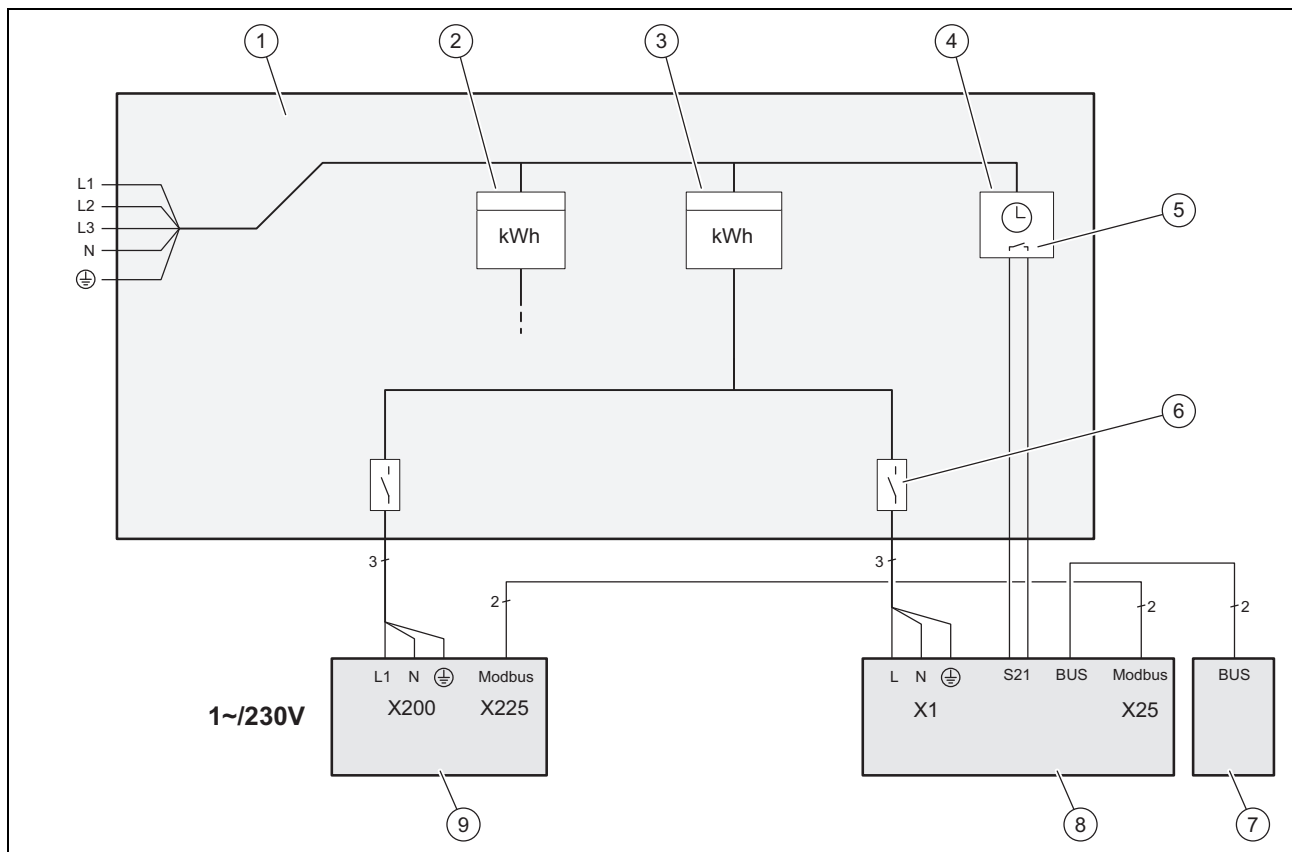 1 2 3 4
L1
L2
L3
N
kWh kWh
5
6
3 3
2 2 2
L1 N Modbus L N S21 BUS Modbus BUS
X200 X225 X1 X25
1~/230V
9 8 7